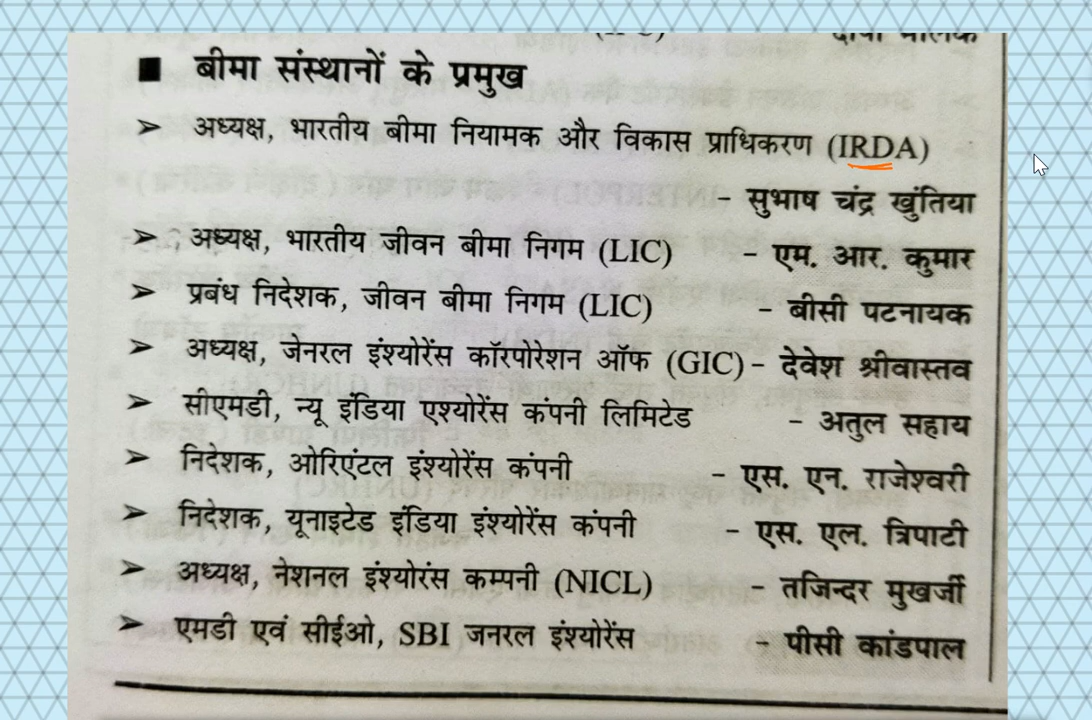 ■ बीमा संस्थानों के प्रमुख
➤ अध्यक्ष, भारतीय बीमा नियामक और विकास प्राधिकरण (IRDA)
– सुभाष चंद्र खुंतिया
➤ अध्यक्ष, भारतीय जीवन बीमा निगम (LIC) – एम. आर. कुमार
➤ प्रबंध निदेशक, जीवन बीमा निगम (LIC) – बीसी पटनायक
➤ अध्यक्ष, जेनरल इंश्योरेंस कॉरपोरेशन ऑफ (GIC) – देवेश श्रीवास्तव
➤ सीएमडी, न्यू इंडिया एश्योरेंस कंपनी लिमिटेड – अतुल सहाय
➤ निदेशक, ओरिएंटल इंश्योरेंस कंपनी – एस. एन. राजेश्वरी
➤ निदेशक, यूनाइटेड इंडिया इंश्योरेंस कंपनी – एस. एल. त्रिपाटी
➤ अध्यक्ष, नेशनल इंश्योरंस कम्पनी (NICL) – तजिन्दर मुखर्जी
➤ एमडी एवं सीईओ, SBI जनरल इंश्योरेंस – पीसी कांडपाल